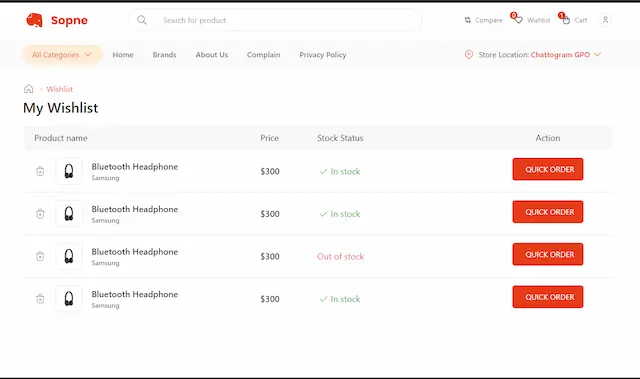 Sopne
Search for product
Compare
0
Wishlist
1
Cart
All Categories
Home
Brands
About Us
Complain
Privacy Policy
Store Location: Chattogram GPO
Wishlist
My Wishlist
Product name Price Stock Status Action
Bluetooth Headphone
Samsung
$300
In stock
QUICK ORDER
Bluetooth Headphone
Samsung
$300
In stock
QUICK ORDER
Bluetooth Headphone
Samsung
$300
Out of stock
QUICK ORDER
Bluetooth Headphone
Samsung
$300
In stock
QUICK ORDER